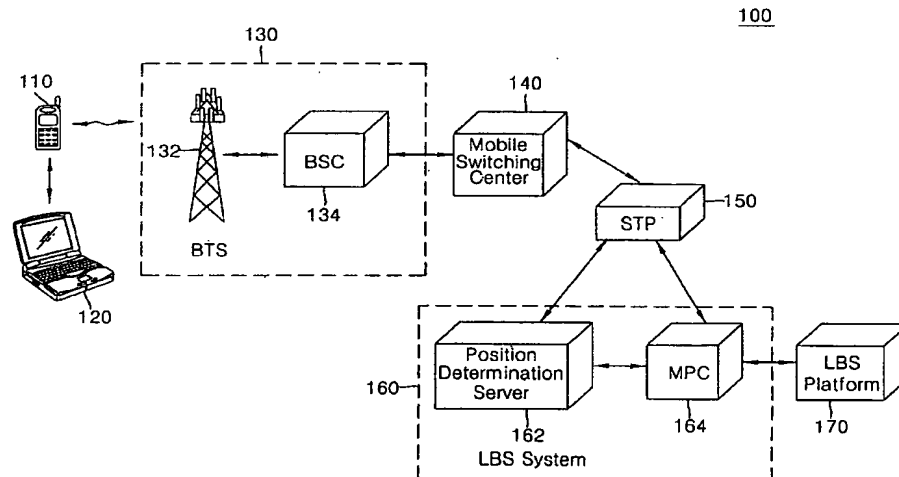 100
130
110
140
132
BSC
134
BTS
Mobile
Switching
Center
150
STP
120
160
Position
Determination
Server
162
MPC
164
LBS
Platform
170
LBS System